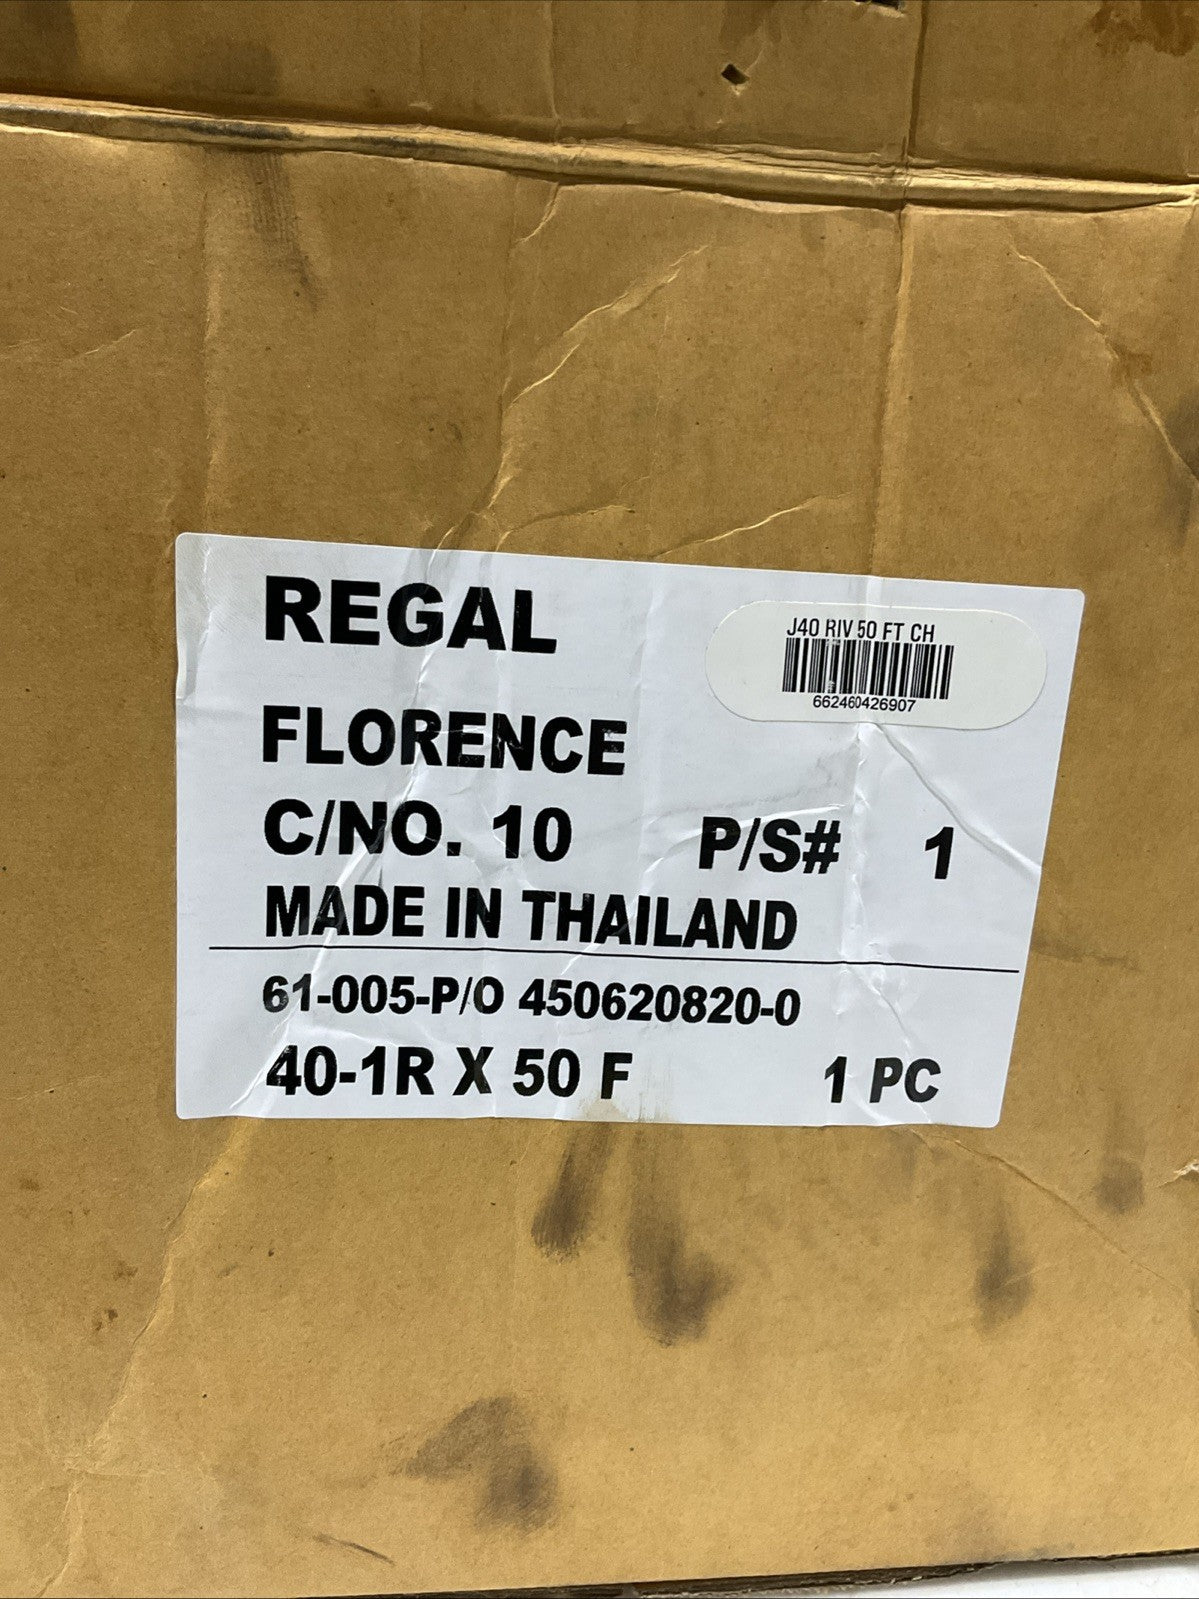 REGAL
J40 RIV 50 FT CH
662460426907
FLORENCE
C/NO. 10 P/S# 1
MADE IN THAILAND
61-005-P/O 450620820-0
40-1R X 50 F 1 PC